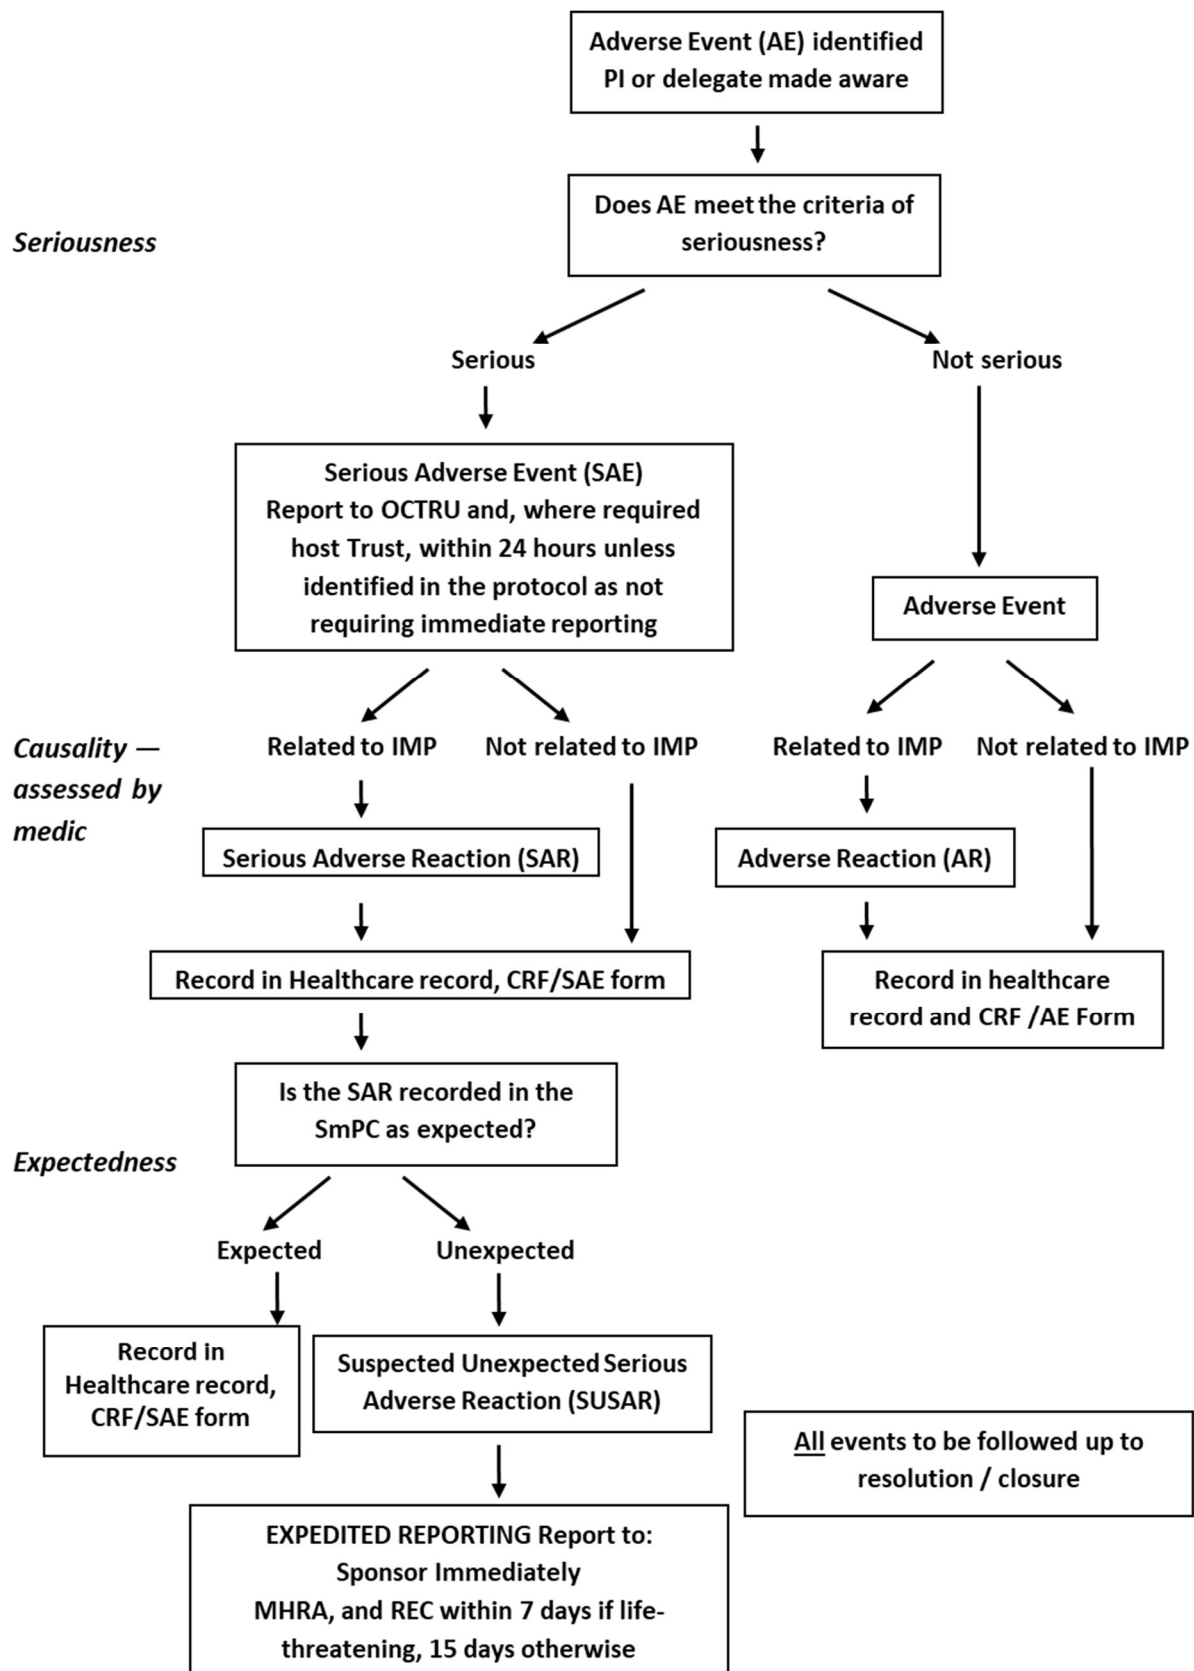 Adverse Event (AE) identified
PI or delegate made aware
Does AE meet the criteria of
seriousness?
Seriousness
Serious
Not serious
Serious Adverse Event (SAE)
Report to OCTRU and, where required
host Trust, within 24 hours unless
identified in the protocol as not
requiring immediate reporting
Adverse Event
Causality —
assessed by
medic
Related to IMP
Not related to IMP
Related to IMP
Not related to IMP
Serious Adverse Reaction (SAR)
Adverse Reaction (AR)
Record in Healthcare record, CRF/SAE form
Record in healthcare
record and CRF /AE Form
Is the SAR recorded in the
SmPC as expected?
Expectedness
Expected
Unexpected
Record in
Healthcare record,
CRF/SAE form
Suspected Unexpected Serious
Adverse Reaction (SUSAR)
All events to be followed up to
resolution / closure
EXPEDITED REPORTING Report to:
Sponsor Immediately
MHRA, and REC within 7 days if life-
threatening, 15 days otherwise